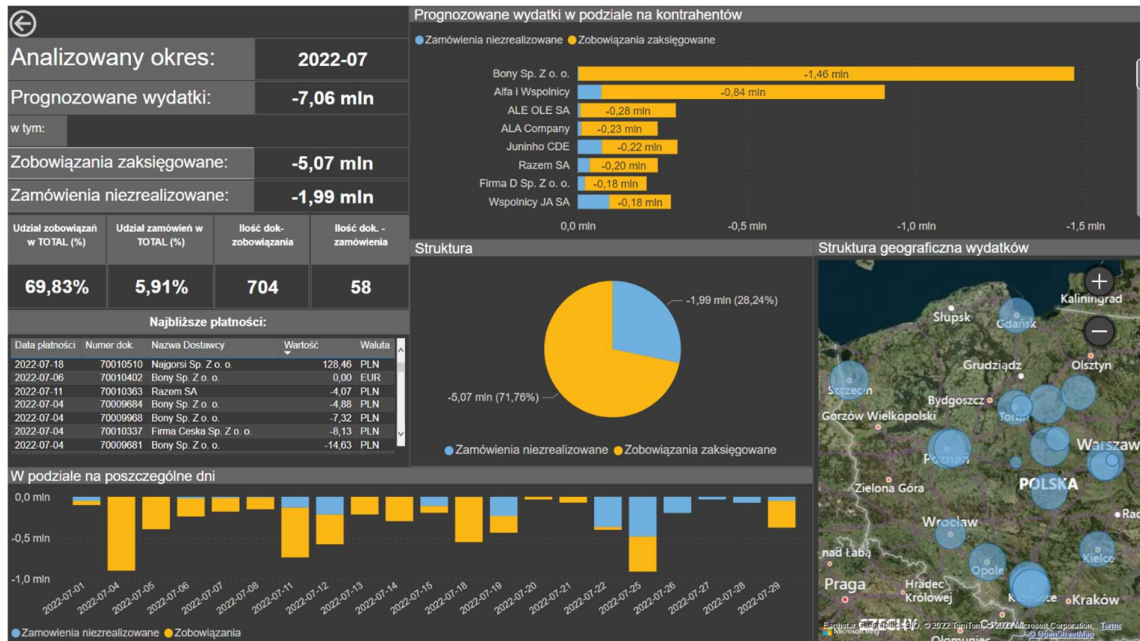 Analizowany okres:
2022-07
Prognozowane wydatki:
-7,06 mln
w tym:
Zobowiązania zaksięgowane:
-5,07 mln
Zamówienia niezrealizowane:
-1,99 mln
Udział zobowiązań w TOTAL (%)
Udział zamówień w TOTAL (%)
Ilość dok- zobowiązania
Ilość dok. - zamówienia
69,83%
5,91%
704
58
Najbliższe płatności:
Data płatności Numer dok. Nazwa Dostawcy Wartość Waluta
2022-07-18 70010510 Najgorsi Sp. Z o. o. 128,46 PLN
2022-07-06 70010402 Bony Sp. Z o. o. 0,00 EUR
2022-07-11 70010363 Razem SA -4,07 PLN
2022-07-04 70009684 Bony Sp. Z o. o. -4,88 PLN
2022-07-04 70009968 Bony Sp. Z o. o. -7,32 PLN
2022-07-04 70010337 Firma Ceska Sp. Z o. o. -8,13 PLN
2022-07-04 70009681 Bony Sp. Z o. o. -14,63 PLN
Prognozowane wydatki w podziale na kontrahentów
Zamówienia niezrealizowane Zobowiązania zaksięgowane
Bony Sp. Z o. o. -1,46 mln
Alfa i Wspolnicy -0,84 mln
ALE OLE SA -0,28 mln
ALA Company -0,23 mln
Juninho CDE -0,22 mln
Razem SA -0,20 mln
Firma D Sp. Z o. o. -0,18 mln
Wspolnicy JA SA -0,18 mln
0,0 mln -0,5 mln -1,0 mln -1,5 mln
Struktura
-1,99 mln (28,24%)
-5,07 mln (71,76%)
Zamówienia niezrealizowane Zobowiązania zaksięgowane
Struktura geograficzna wydatków
Kaliningrad
Słupsk
Gdańsk
Grudziądz
Olsztyn
Szczecin
Bydgoszcz
Toruń
Gorzów Wielkopolski
Poznań
Warszaw
POLSKA
Zielona Góra
Rad
Wrocław
nad Łabą
Kielce
Opole
Praga
Hradec Králowej
Kraków
Microsoft Bing
© 2022 TomTom, © 2022 Microsoft Corporation, Terms
© OpenStreetMap
W podziale na poszczególne dni
0,0 mln
-0,5 mln
-1,0 mln
2022-07-01 2022-07-04 2022-07-05 2022-07-06 2022-07-07 2022-07-08 2022-07-11 2022-07-12 2022-07-13 2022-07-14 2022-07-15 2022-07-18 2022-07-19 2022-07-20 2022-07-21 2022-07-22 2022-07-25 2022-07-26 2022-07-27 2022-07-28 2022-07-29
Zamowienia niezrealizowane Zobowiązania